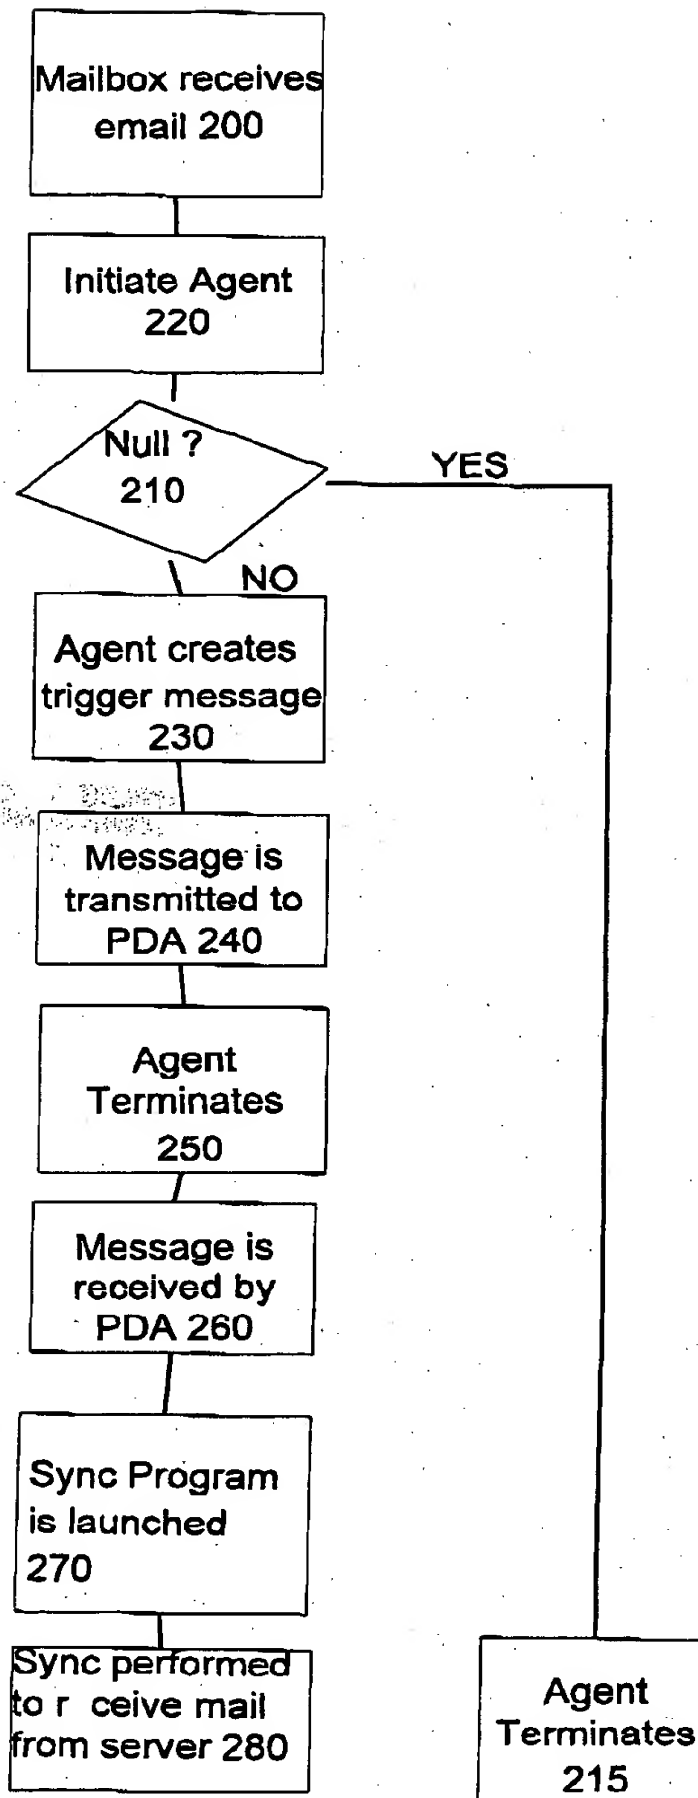 Mailbox receives
email 200
Initiate Agent
220
Null ?
210
YES
NO
Agent creates
trigger message
230
Message is
transmitted to
PDA 240
Agent
Terminates
250
Message is
received by
PDA 260
Sync Program
is launched
270
Sync performed
to r ceive mail
from server 280
Agent
Terminates
215